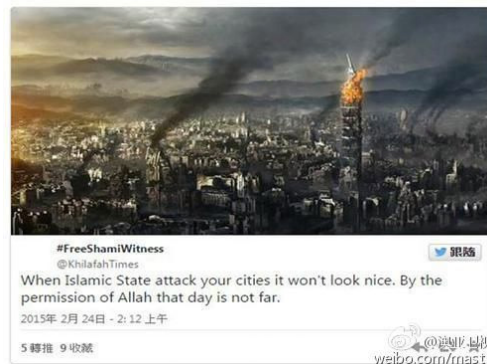 #FreeShamiWitness
跟隨
@KhilafahTimes
When Islamic State attack your cities it won't look nice. By the
permission of Allah that day is not far.
2015年 2月 24日 - 2:12 上午
5 轉推 9 收藏
weibo.com/mast